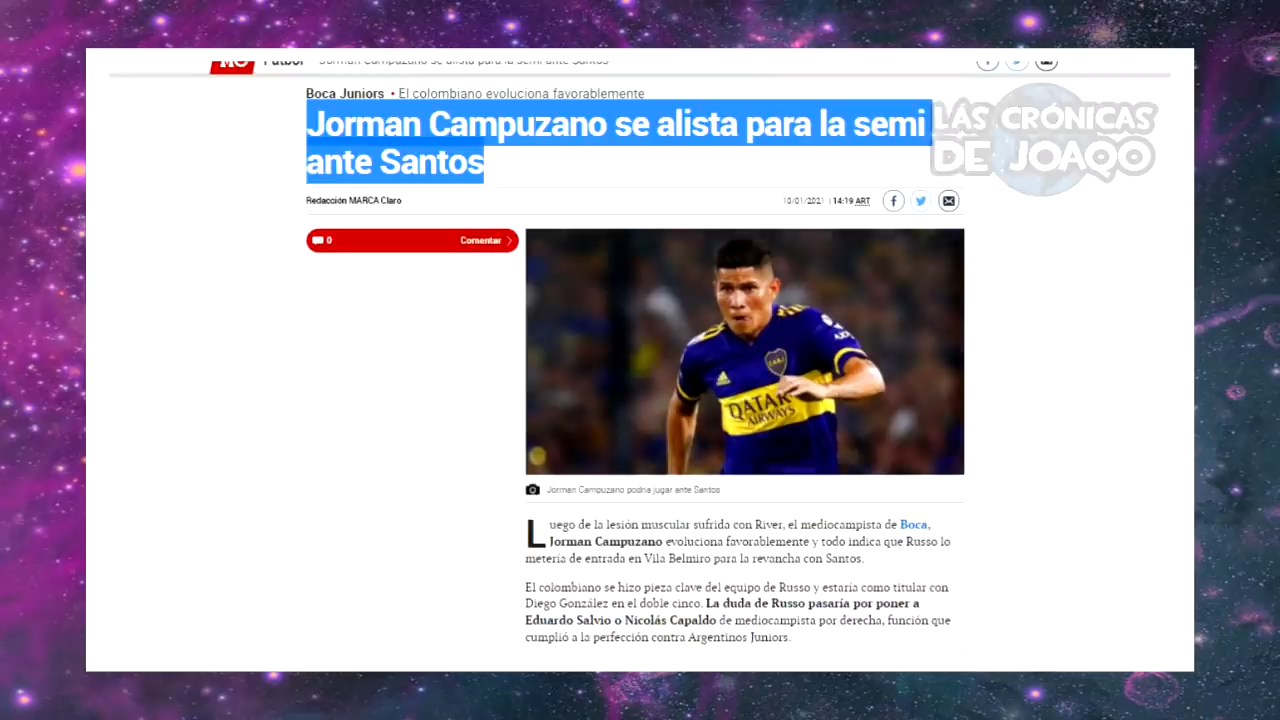 MC Fútbol Jorman Campuzano se alista para la semi ante Santos
Boca Juniors • El colombiano evoluciona favorablemente
Jorman Campuzano se alista para la semi
ante Santos
LAS CRÓNICAS
DE JOAQO
Redacción MARCA Claro
10/01/2021 | 14:19 ART
0
Comentar
CABJ
QATAR
AIRWAYS
Jorman Campuzano podría jugar ante Santos
Luego de la lesión muscular sufrida con River, el mediocampista de Boca,
Jorman Campuzano evoluciona favorablemente y todo indica que Russo lo
metería de entrada en Vila Belmiro para la revancha con Santos.
El colombiano se hizo pieza clave del equipo de Russo y estaría como titular con
Diego González en el doble cinco. La duda de Russo pasaría por poner a
Eduardo Salvio o Nicolás Capaldo de mediocampista por derecha, función que
cumplió a la perfección contra Argentinos Juniors.